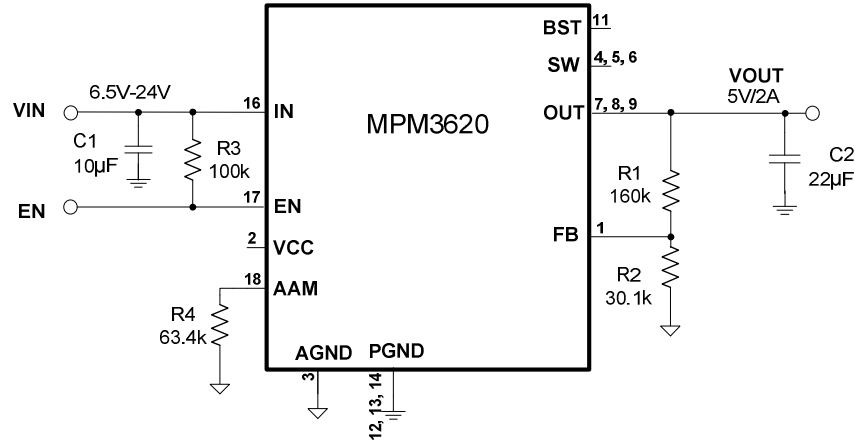 BST
11
SW
4, 5, 6
VIN
6.5V-24V
16
IN
MPM3620
OUT
7, 8, 9
VOUT
5V/2A
C1
10µF
R3
100k
R1
160k
C2
22µF
EN
17
EN
2
VCC
FB
1
18
AAM
R2
30.1k
R4
63.4k
AGND
PGND
3
12, 13, 14